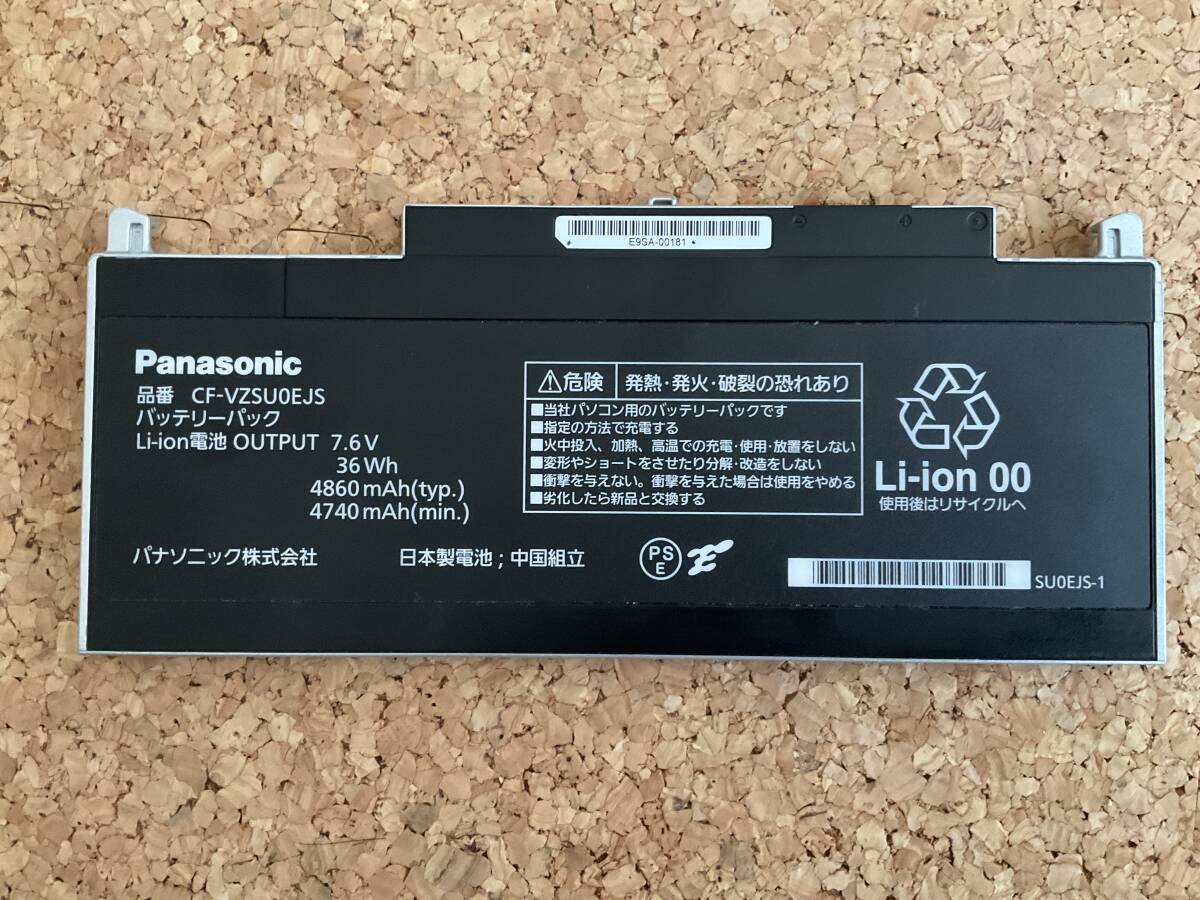 E9SA-00181
Panasonic
品番 CF-VZSU0EJS
バッテリーパック
Li-ion電池 OUTPUT 7.6 V
36 Wh
4860 mAh(typ.)
4740 mAh(min.)
パナソニック株式会社
日本製電池 ; 中国組立
⚠危険 発熱・発火・破裂の恐れあり
■当社パソコン用のバッテリーパックです
■指定の方法で充電する
■火中投入、加熱、高温での充電・使用・放置をしない
■変形やショートをさせたり分解・改造をしない
■衝撃を与えない。衝撃を与えた場合は使用をやめる
■劣化したら新品と交換する
PS
E
Li-ion 00
使用後はリサイクルへ
SU0EJS-1